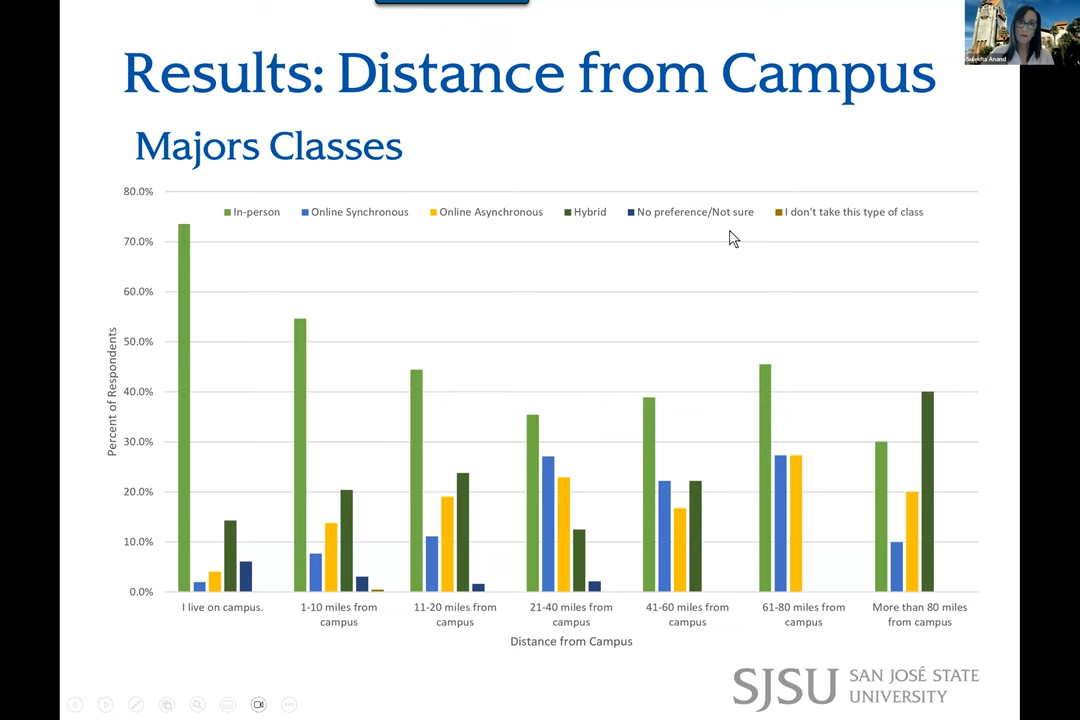 Results: Distance from Campus
Sulekha Anand
Majors Classes
80.0%
In-person Online Synchronous Online Asynchronous Hybrid No preference/Not sure I don't take this type of class
70.0%
60.0%
50.0%
40.0%
30.0%
20.0%
10.0%
0.0%
Percent of Respondents
I live on campus. 1-10 miles from 11-20 miles from 21-40 miles from 41-60 miles from 61-80 miles from More than 80 miles
campus campus campus campus campus from campus
Distance from Campus
SJSU SAN JOSÉ STATE
UNIVERSITY